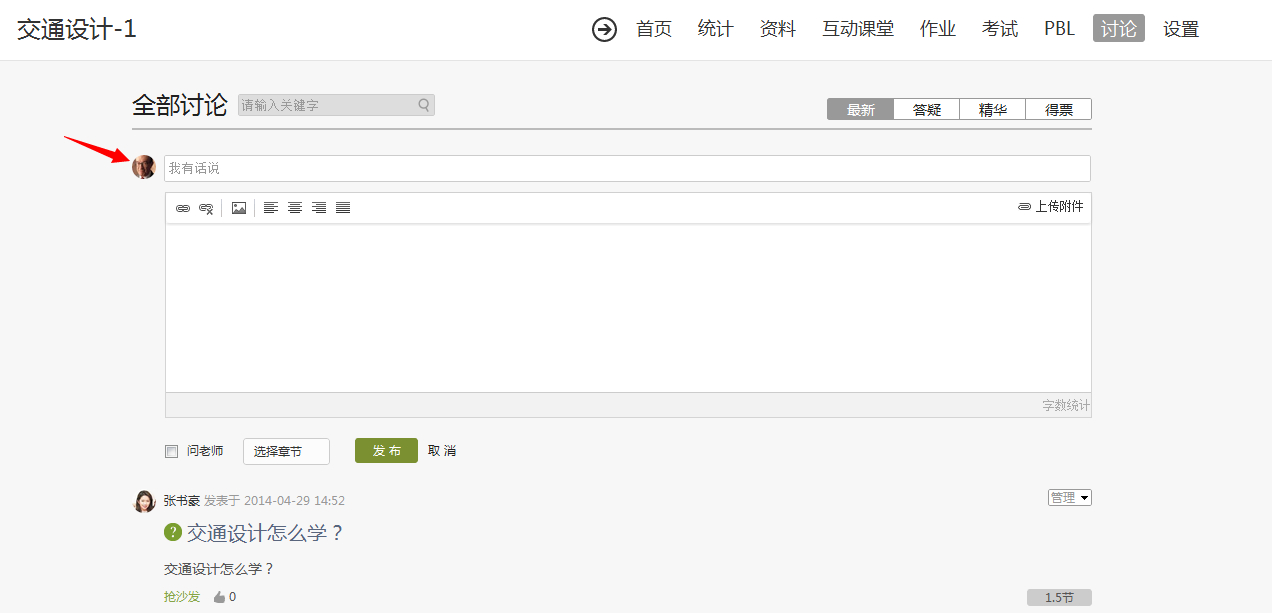 交通设计-1
首页 统计 资料 互动课堂 作业 考试 PBL 讨论 设置
全部讨论 请输入关键字
最新 答疑 精华 得票
我有话说
上传附件
字数统计
问老师 选择章节 发布 取消
张书豪 发表于 2014-04-29 14:52 管理
? 交通设计怎么学？
交通设计怎么学？
抢沙发 0 1.5节